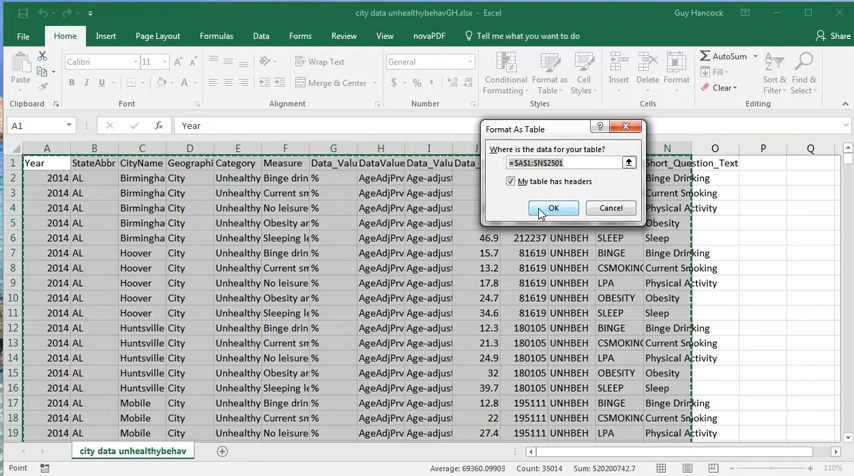 city data unhealthybehavGH.xlsx - Excel
Guy Hancock
File Home Insert Page Layout Formulas Data Review View novaPDF Tell me what you want to do Share
Calibri 11 Wrap Text General AutoSum
Paste Merge & Center Conditional Formatting Format as Table Cell Styles Insert Delete Format Fill Clear Sort & Filter Find & Select
Clipboard Font Alignment Number Cells Editing
A1 Year
Format As Table
Where is the data for your table?
=$A$1:$N$2501
My table has headers
OK Cancel
A B C D E F G H I J N O P Q
1 Year StateAbbr CityName Geographi Category Measure Data_Valu DataValue Data_Valu Data_ Short_Question_Text
2 2014 AL Birmingha City Unhealthy Binge drin % AgeAdjPrv Age-adjust Binge Drinking
3 2014 AL Birmingha City Unhealthy Current sm % AgeAdjPrv Age-adjust Current Smoking
4 2014 AL Birmingha City Unhealthy No leisure % AgeAdjPrv Age-adjust Physical Activity
5 2014 AL Birmingha City Unhealthy Obesity ar % AgeAdjPrv Age-adjust Obesity
6 2014 AL Birmingha City Unhealthy Sleeping le % AgeAdjPrv Age-adjust 46.9 212237 UNHBEH SLEEP Sleep
7 2014 AL Hoover City Unhealthy Binge drin % AgeAdjPrv Age-adjust 15.7 81619 UNHBEH BINGE Binge Drinking
8 2014 AL Hoover City Unhealthy Current sm % AgeAdjPrv Age-adjust 13.2 81619 UNHBEH CSMOKING Current Smoking
9 2014 AL Hoover City Unhealthy No leisure % AgeAdjPrv Age-adjust 17.8 81619 UNHBEH LPA Physical Activity
10 2014 AL Hoover City Unhealthy Obesity ar % AgeAdjPrv Age-adjust 24.7 81619 UNHBEH OBESITY Obesity
11 2014 AL Hoover City Unhealthy Sleeping le % AgeAdjPrv Age-adjust 34.6 81619 UNHBEH SLEEP Sleep
12 2014 AL Huntsville City Unhealthy Binge drin % AgeAdjPrv Age-adjust 12.3 180105 UNHBEH BINGE Binge Drinking
13 2014 AL Huntsville City Unhealthy Current sm % AgeAdjPrv Age-adjust 21.3 180105 UNHBEH CSMOKING Current Smoking
14 2014 AL Huntsville City Unhealthy No leisure % AgeAdjPrv Age-adjust 24.9 180105 UNHBEH LPA Physical Activity
15 2014 AL Huntsville City Unhealthy Obesity ar % AgeAdjPrv Age-adjust 32 180105 UNHBEH OBESITY Obesity
16 2014 AL Huntsville City Unhealthy Sleeping le % AgeAdjPrv Age-adjust 39.7 180105 UNHBEH SLEEP Sleep
17 2014 AL Mobile City Unhealthy Binge drin % AgeAdjPrv Age-adjust 12.8 195111 UNHBEH BINGE Binge Drinking
18 2014 AL Mobile City Unhealthy Current sm % AgeAdjPrv Age-adjust 22 195111 UNHBEH CSMOKING Current Smoking
19 2014 AL Mobile City Unhealthy No leisure % AgeAdjPrv Age-adjust 27.4 195111 UNHBEH LPA Physical Activity
city data unhealthybehav
Point Average: 69360.09903 Count: 35014 Sum: 520200742.7 110%